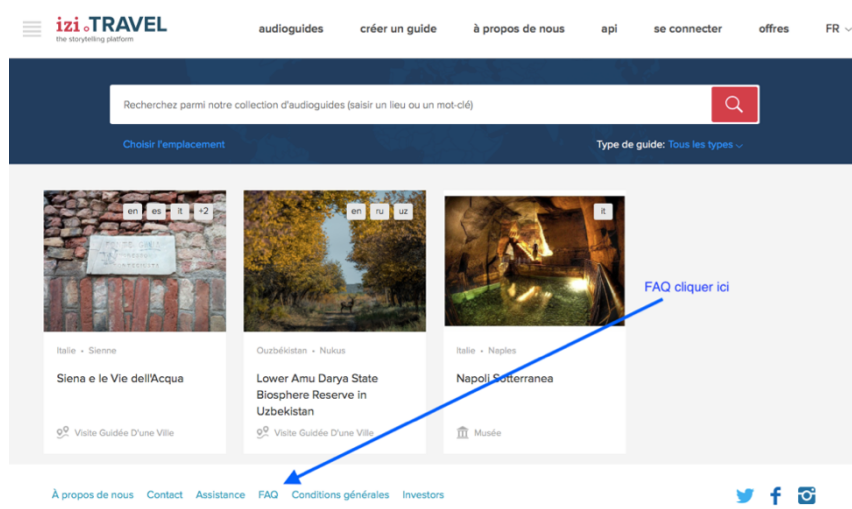 izi.TRAVEL
the storytelling platform
audioguides
créer un guide
à propos de nous
api
se connecter
offres
FR
Recherchez parmi notre collection d'audioguides (saisir un lieu ou un mot-clé)
Choisir l'emplacement
Type de guide: Tous les types
en es it +2
en ru uz
it
FAQ cliquer ici
Italie • Sienne
Siena e le Vie dell'Acqua
Visite Guidée D'une Ville
Ouzbékistan • Nukus
Lower Amu Darya State
Biosphere Reserve in
Uzbekistan
Visite Guidée D'une Ville
Italie • Naples
Napoli Sotterranea
Musée
À propos de nous Contact Assistance FAQ Conditions générales Investors